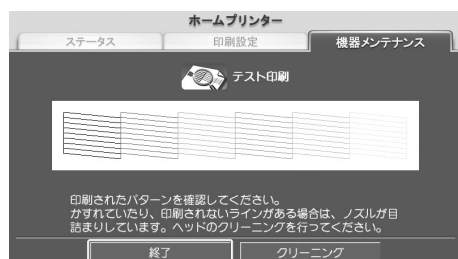 ホームプリンター
ステータス
印刷設定
機器メンテナンス
テスト印刷
印刷されたパターンを確認してください。
かすれていたり、印刷されないラインがある場合は、ノズルが目
詰まりしています。ヘッドのクリーニングを行ってください。
終了
クリーニング